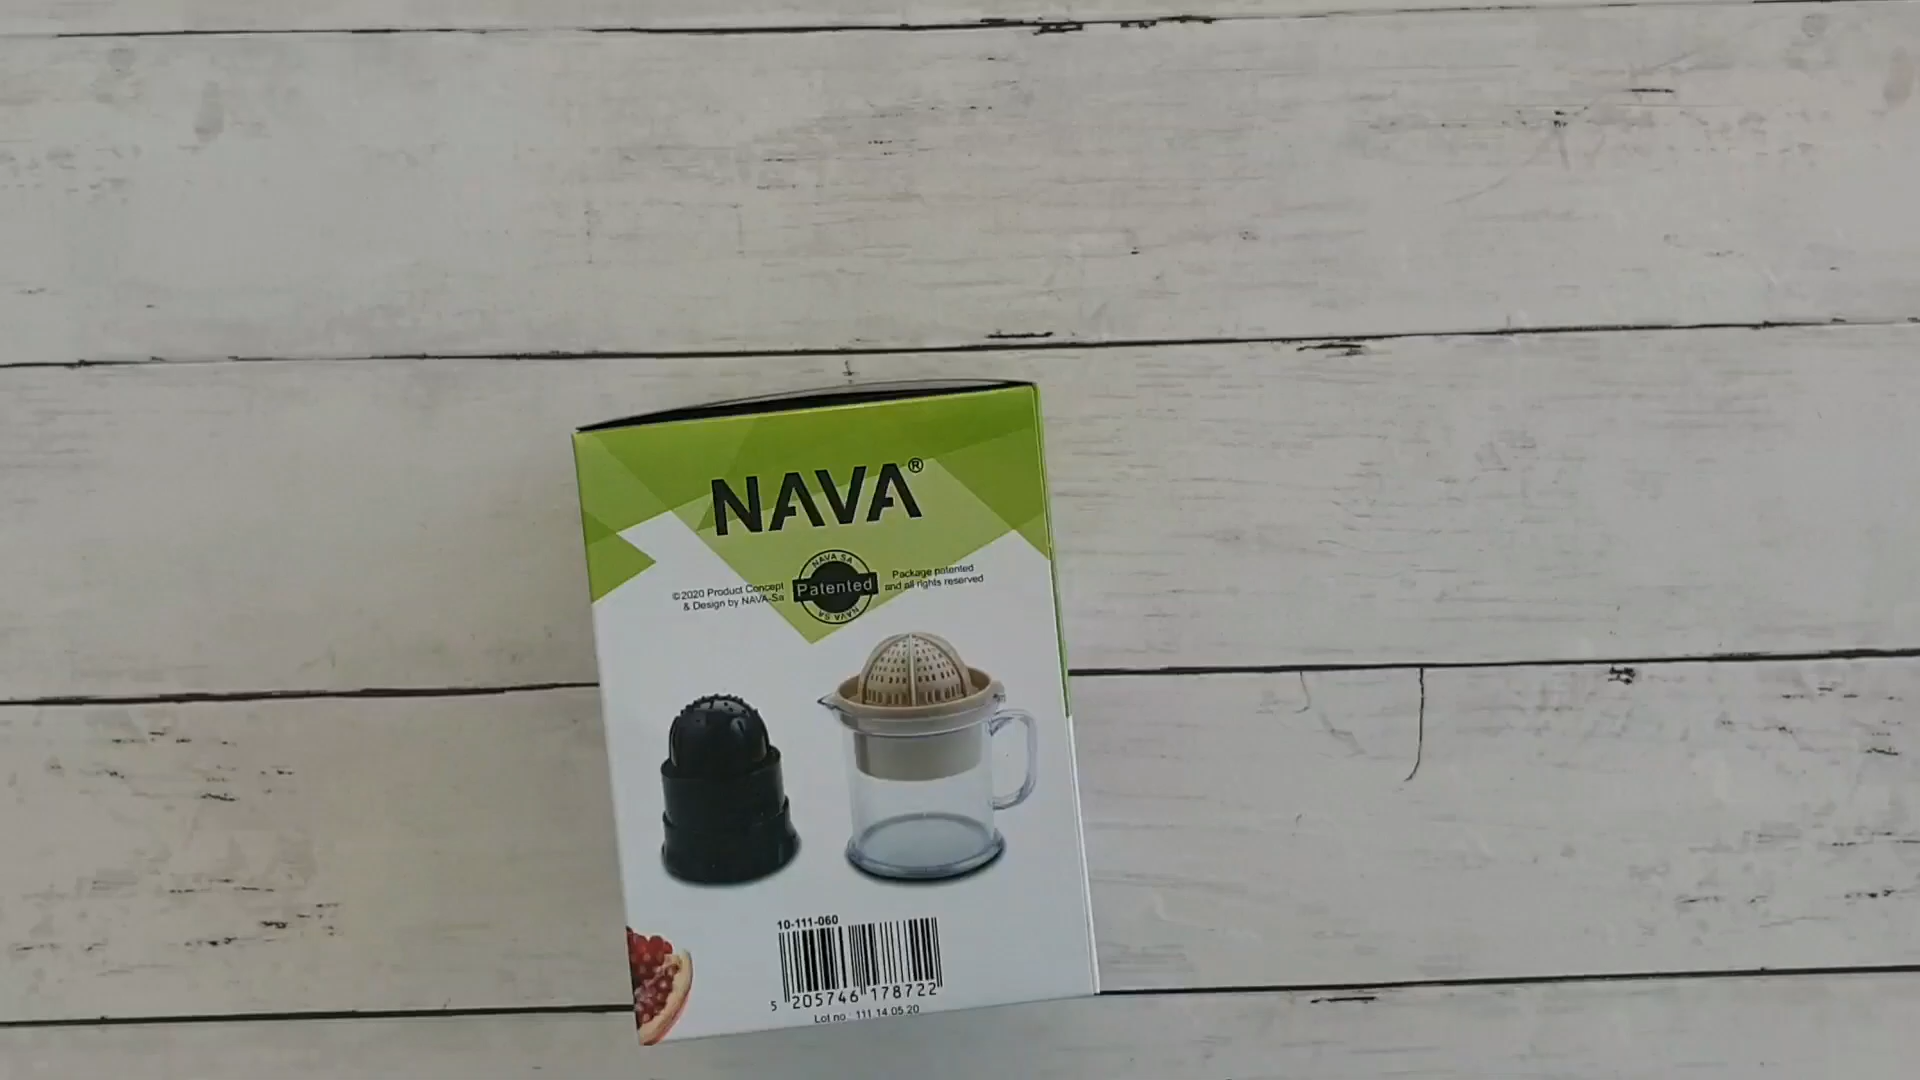 NAVA®
©2020 Product Concept
& Design by NAVA-Sa
NAVA SA
Patented
NAVA SA
Package patented
and all rights reserved
10-111-060
5 205746 178722
Lot no : 111.14.05.20